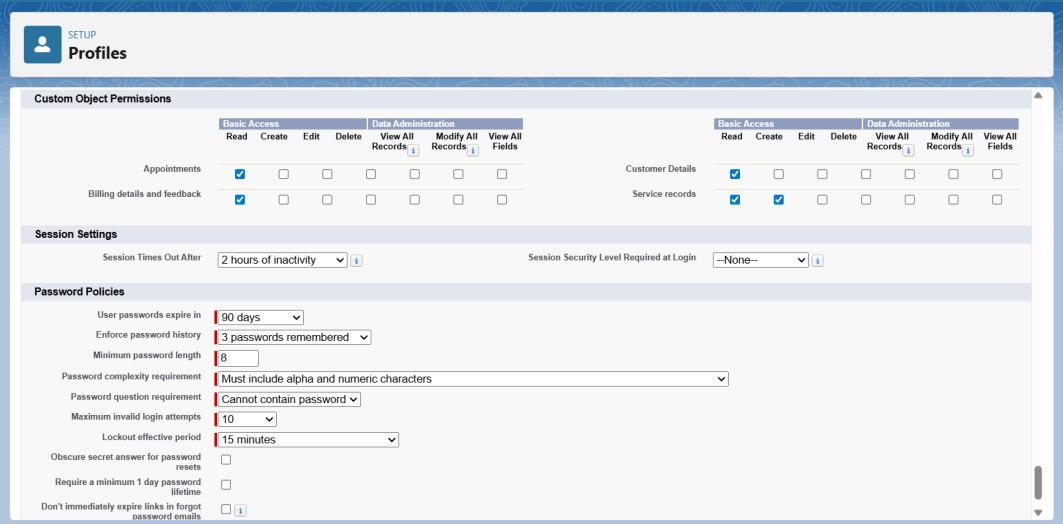 SETUP
Profiles
Custom Object Permissions
Basic Access Data Administration Basic Access Data Administration
Read Create Edit Delete View All Records i Modify All Records i View All Fields Read Create Edit Delete View All Records i Modify All Records i View All Fields
Appointments Customer Details
Billing details and feedback Service records
Session Settings
Session Times Out After 2 hours of inactivity i Session Security Level Required at Login --None-- i
Password Policies
User passwords expire in 90 days
Enforce password history 3 passwords remembered
Minimum password length 8
Password complexity requirement Must include alpha and numeric characters
Password question requirement Cannot contain password
Maximum invalid login attempts 10
Lockout effective period 15 minutes
Obscure secret answer for password
resets
Require a minimum 1 day password
lifetime
Don't immediately expire links in forgot i
password emails